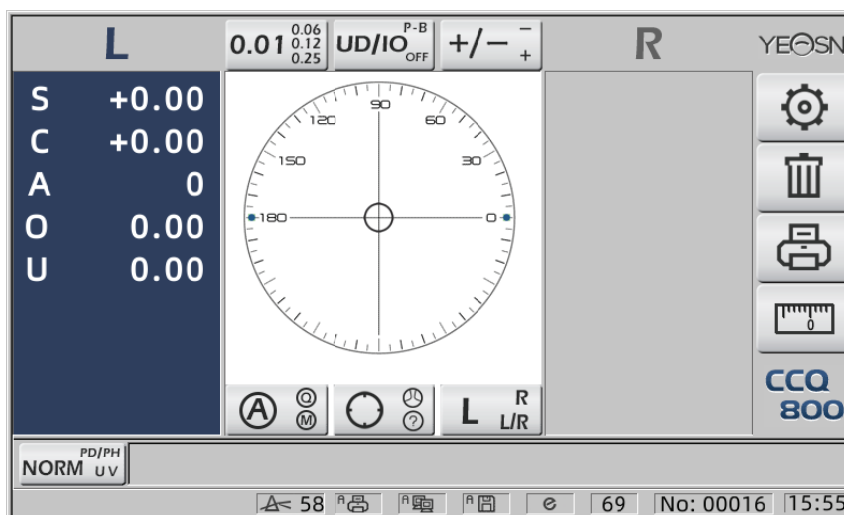 L
0.01 0.06 0.12 0.25
UD/IO P-B OFF
+/− − +
R
YEOSN
S +0.00
C +0.00
A 0
O 0.00
U 0.00
90
120 60
150 30
180 0
0
A Q M
?
L R L/R
CCQ
800
NORM PD/PH UV
58 A A A e 69 No: 00016 15:55